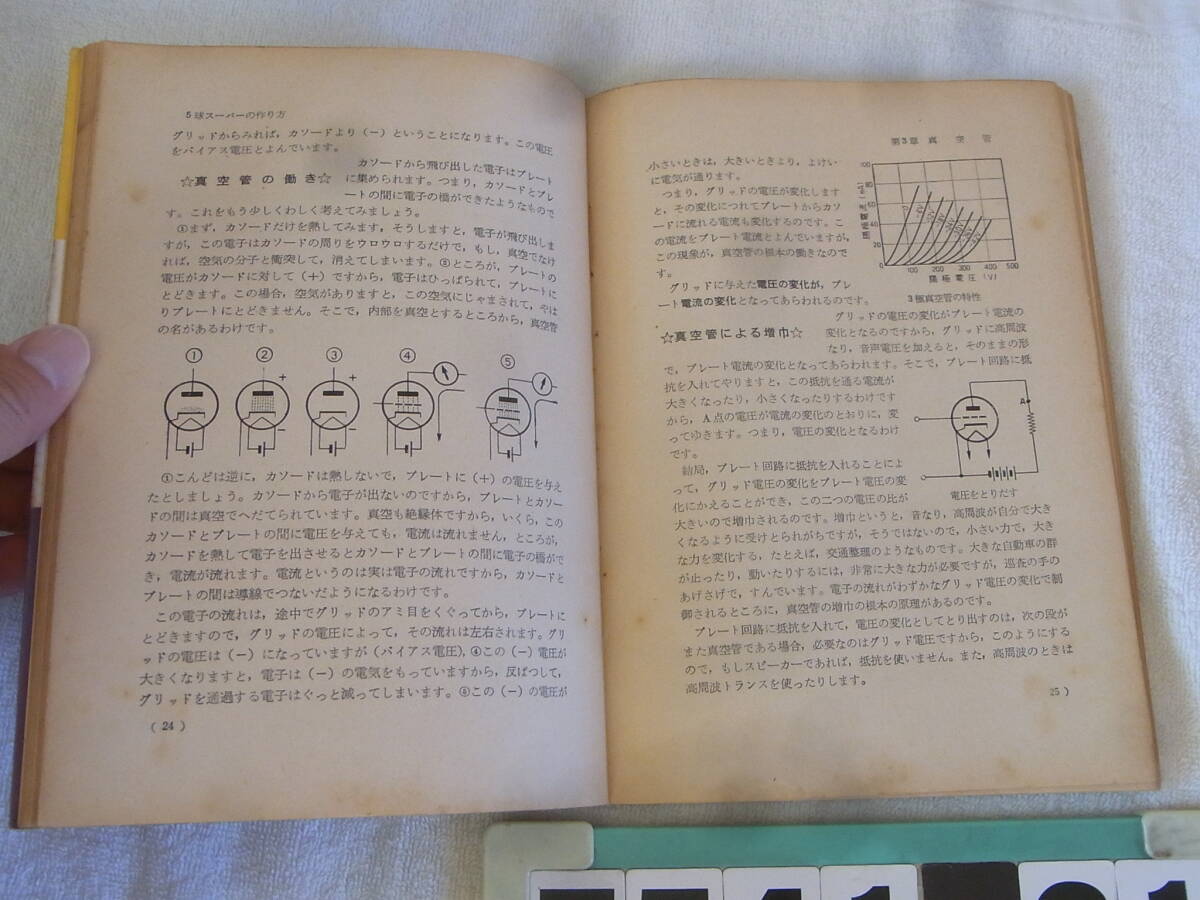 5球スーパーの作り方
グリッドからみれば，カソードより（−）ということになります。この電圧
をバイアス電圧とよんでいます。
☆真空管の働き☆
カソードから飛び出した電子はプレート
に集められます。つまり，カソードとプレ
ートの間に電子の橋ができたようなもので
す。これをもう少しくわしく考えてみましょう。
①まず，カソードだけを熱してみます，そうしますと，電子が飛び出しま
すが，この電子はカソードの周りをウロウロするだけで，もし，真空でなけ
れば，空気の分子と衝突して，消えてしまいます。②ところが，プレートの
電圧がカソードに対して（＋）ですから，電子はひっぱられて，プレートに
とどきます。この場合，空気がありますと，この空気にじゃまされて，やは
りプレートにとどきません。そこで，内部を真空とするところから，真空管
の名があるわけです。
① ② ③ ④ ⑤
＋ ＋
− −
①こんどは逆に，カソードは熱しないで，プレートに（＋）の電圧を与え
たとしましょう。カソードから電子が出ないのですから，プレートとカソー
ドの間は真空でへだてられています。真空も絶縁体ですから，いくら，この
カソードとプレートの間に電圧を与えても，電流は流れません，ところが，
カソードを熱して電子を出させるとカソードとプレートの間に電子の橋がで
き，電流が流れます。電流というのは実は電子の流れですから，カソードと
プレートの間は導線でつないだようになるわけです。
この電子の流れは，途中でグリッドのアミ目をくぐってから，プレートに
とどきますので，グリッドの電圧によって，その流れは左右されます。グリ
ッドの電圧は（−）になっていますが（バイアス電圧），④この（−）電圧が
大きくなりますと，電子は（−）の電気をもっていますから，反ぱつして，
グリッドを通過する電子はぐっと減ってしまいます。⑤この（−）の電圧が
（ 24 ）
第3章 真空管
小さいときは，大きいときより，よけい
に電気が通ります。
つまり，グリッドの電圧が変化します
と，その変化につれてプレートからカソ
ードに流れる電流も変化するのです。こ
の電流をプレート電流とよんでいますが，
この現象が，真空管の根本の働きなので
す。
グリッドに与えた電圧の変化が，プレ
ート電流の変化となってあらわれるのです。
陽極電流（mA）
100
80
60
40
20
0
100 200 300 400 500
陽極電圧（V）
3極真空管の特性
☆真空管による増巾☆
グリッドの電圧の変化がプレート電流の
変化となるのですから，グリッドに高周波
なり，音声電圧を加えると，そのままの形
で，プレート電流の変化となってあらわれます。そこで，プレート回路に抵
抗を入れてやりますと，この抵抗を通る電流が
大きくなったり，小さくなったりするわけです
から，A点の電圧が電流の変化のとおりに，変
ってゆきます。つまり，電圧の変化となるわけ
です。
結局，プレート回路に抵抗を入れることによ
って，グリッド電圧の変化をプレート電圧の変
化にかえることができ，この二つの電圧の比が
A
電圧をとりだす
大きいので増巾されるのです。増巾というと，音なり，高周波が自分で大き
くなるように受けとられがちですが，そうではないので，小さい力で，大き
な力を変化する，たとえば，交通整理のようなものです。大きな自動車の群
が止ったり，動いたりするには，非常に大きな力が必要ですが，巡査の手の
あげさげで，すんでいます。電子の流れがわずかなグリッド電圧の変化で制
御されるところに，真空管の増巾の根本の原理があるのです。
プレート回路に抵抗を入れて，電圧の変化としてとり出すのは，次の段が
また真空管である場合，必要なのはグリッド電圧ですから，このようにする
ので，もしスピーカーであれば，抵抗を使いません。また，高周波のときは
高周波トランスを使ったりします。
25 ）